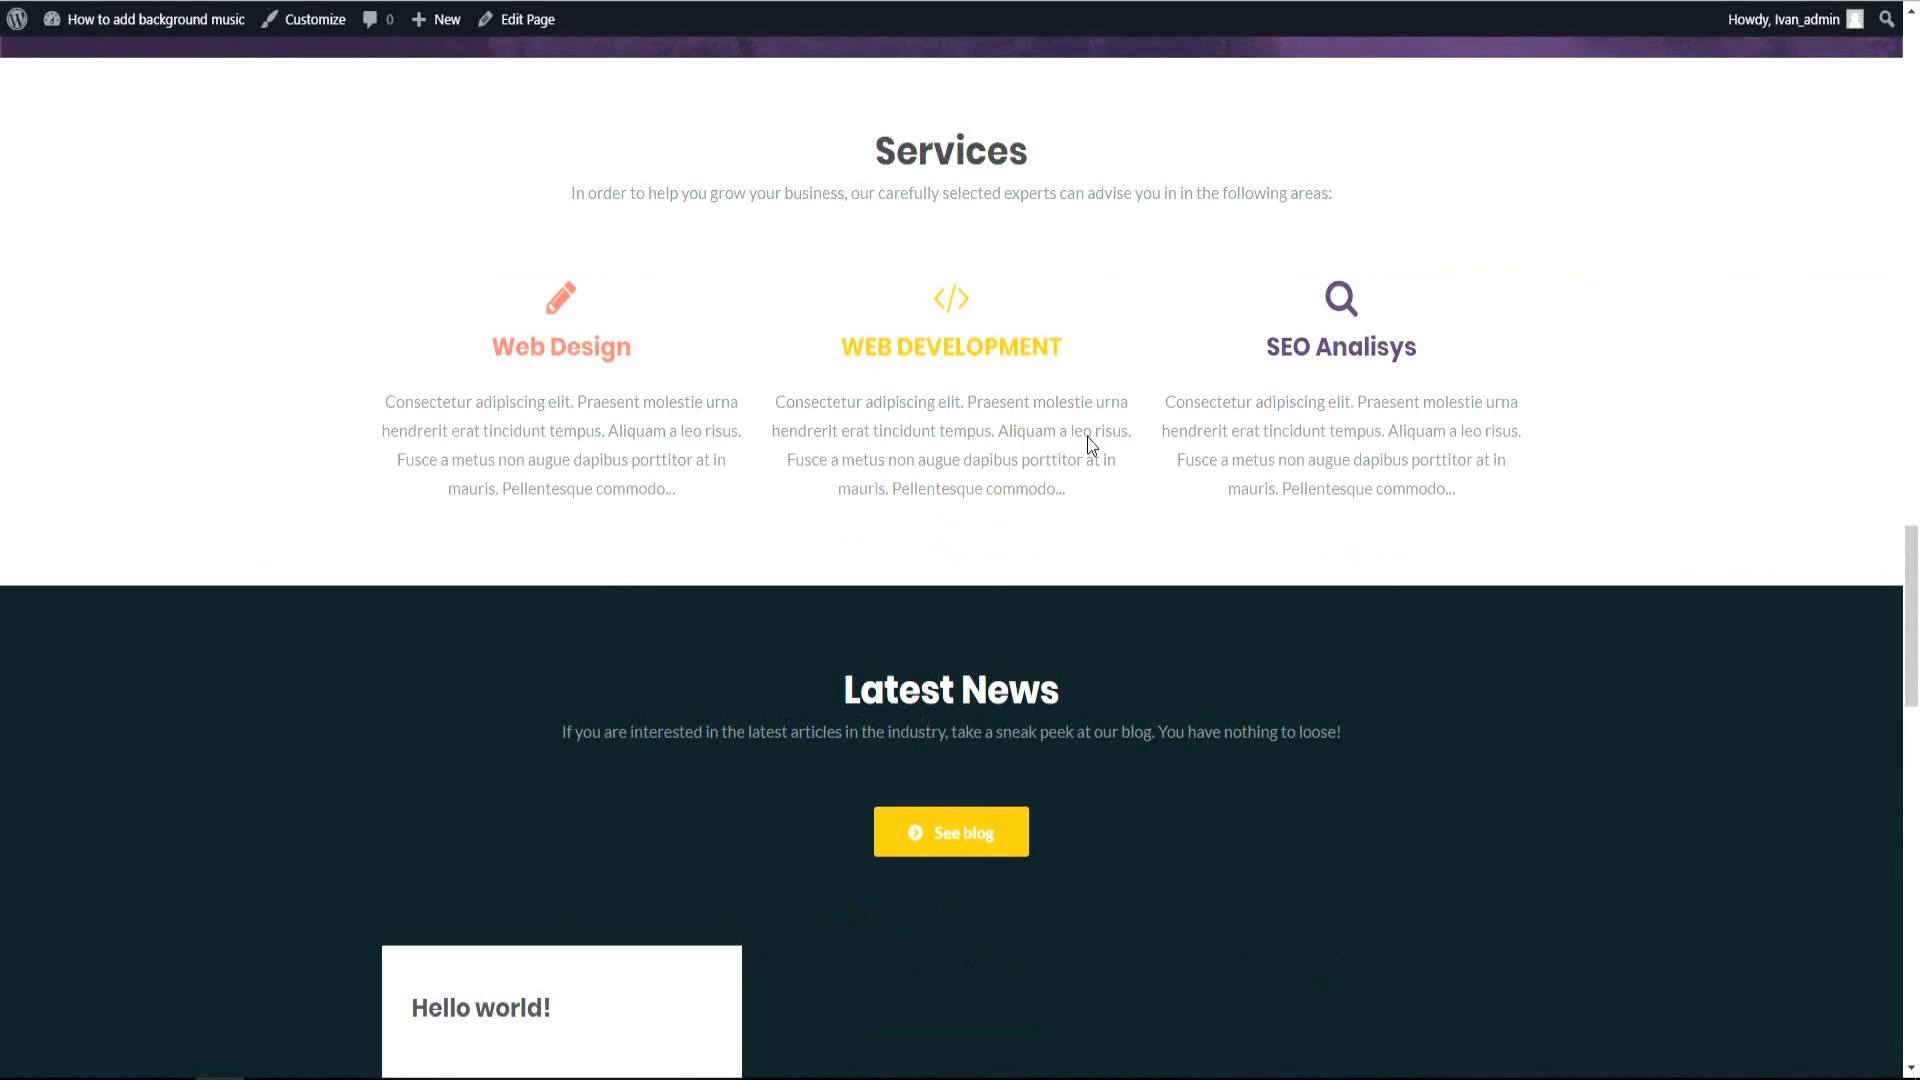 How to add background music Customize 0 New Edit Page Howdy, Ivan_admin
Services
In order to help you grow your business, our carefully selected experts can advise you in in the following areas:
Web Design
Consectetur adipiscing elit. Praesent molestie urna
hendrerit erat tincidunt tempus. Aliquam a leo risus.
Fusce a metus non augue dapibus porttitor at in
mauris. Pellentesque commodo...
WEB DEVELOPMENT
Consectetur adipiscing elit. Praesent molestie urna
hendrerit erat tincidunt tempus. Aliquam a leo risus.
Fusce a metus non augue dapibus porttitor at in
mauris. Pellentesque commodo...
SEO Analisys
Consectetur adipiscing elit. Praesent molestie urna
hendrerit erat tincidunt tempus. Aliquam a leo risus.
Fusce a metus non augue dapibus porttitor at in
mauris. Pellentesque commodo...
Latest News
If you are interested in the latest articles in the industry, take a sneak peek at our blog. You have nothing to loose!
See blog
Hello world!